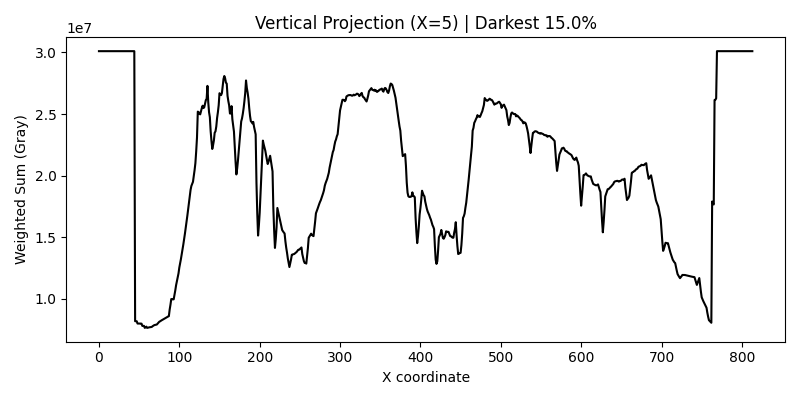 Vertical Projection (X=5) | Darkest 15.0%
1e7
3.0
2.5
2.0
1.5
1.0
Weighted Sum (Gray)
0 100 200 300 400 500 600 700 800
X coordinate